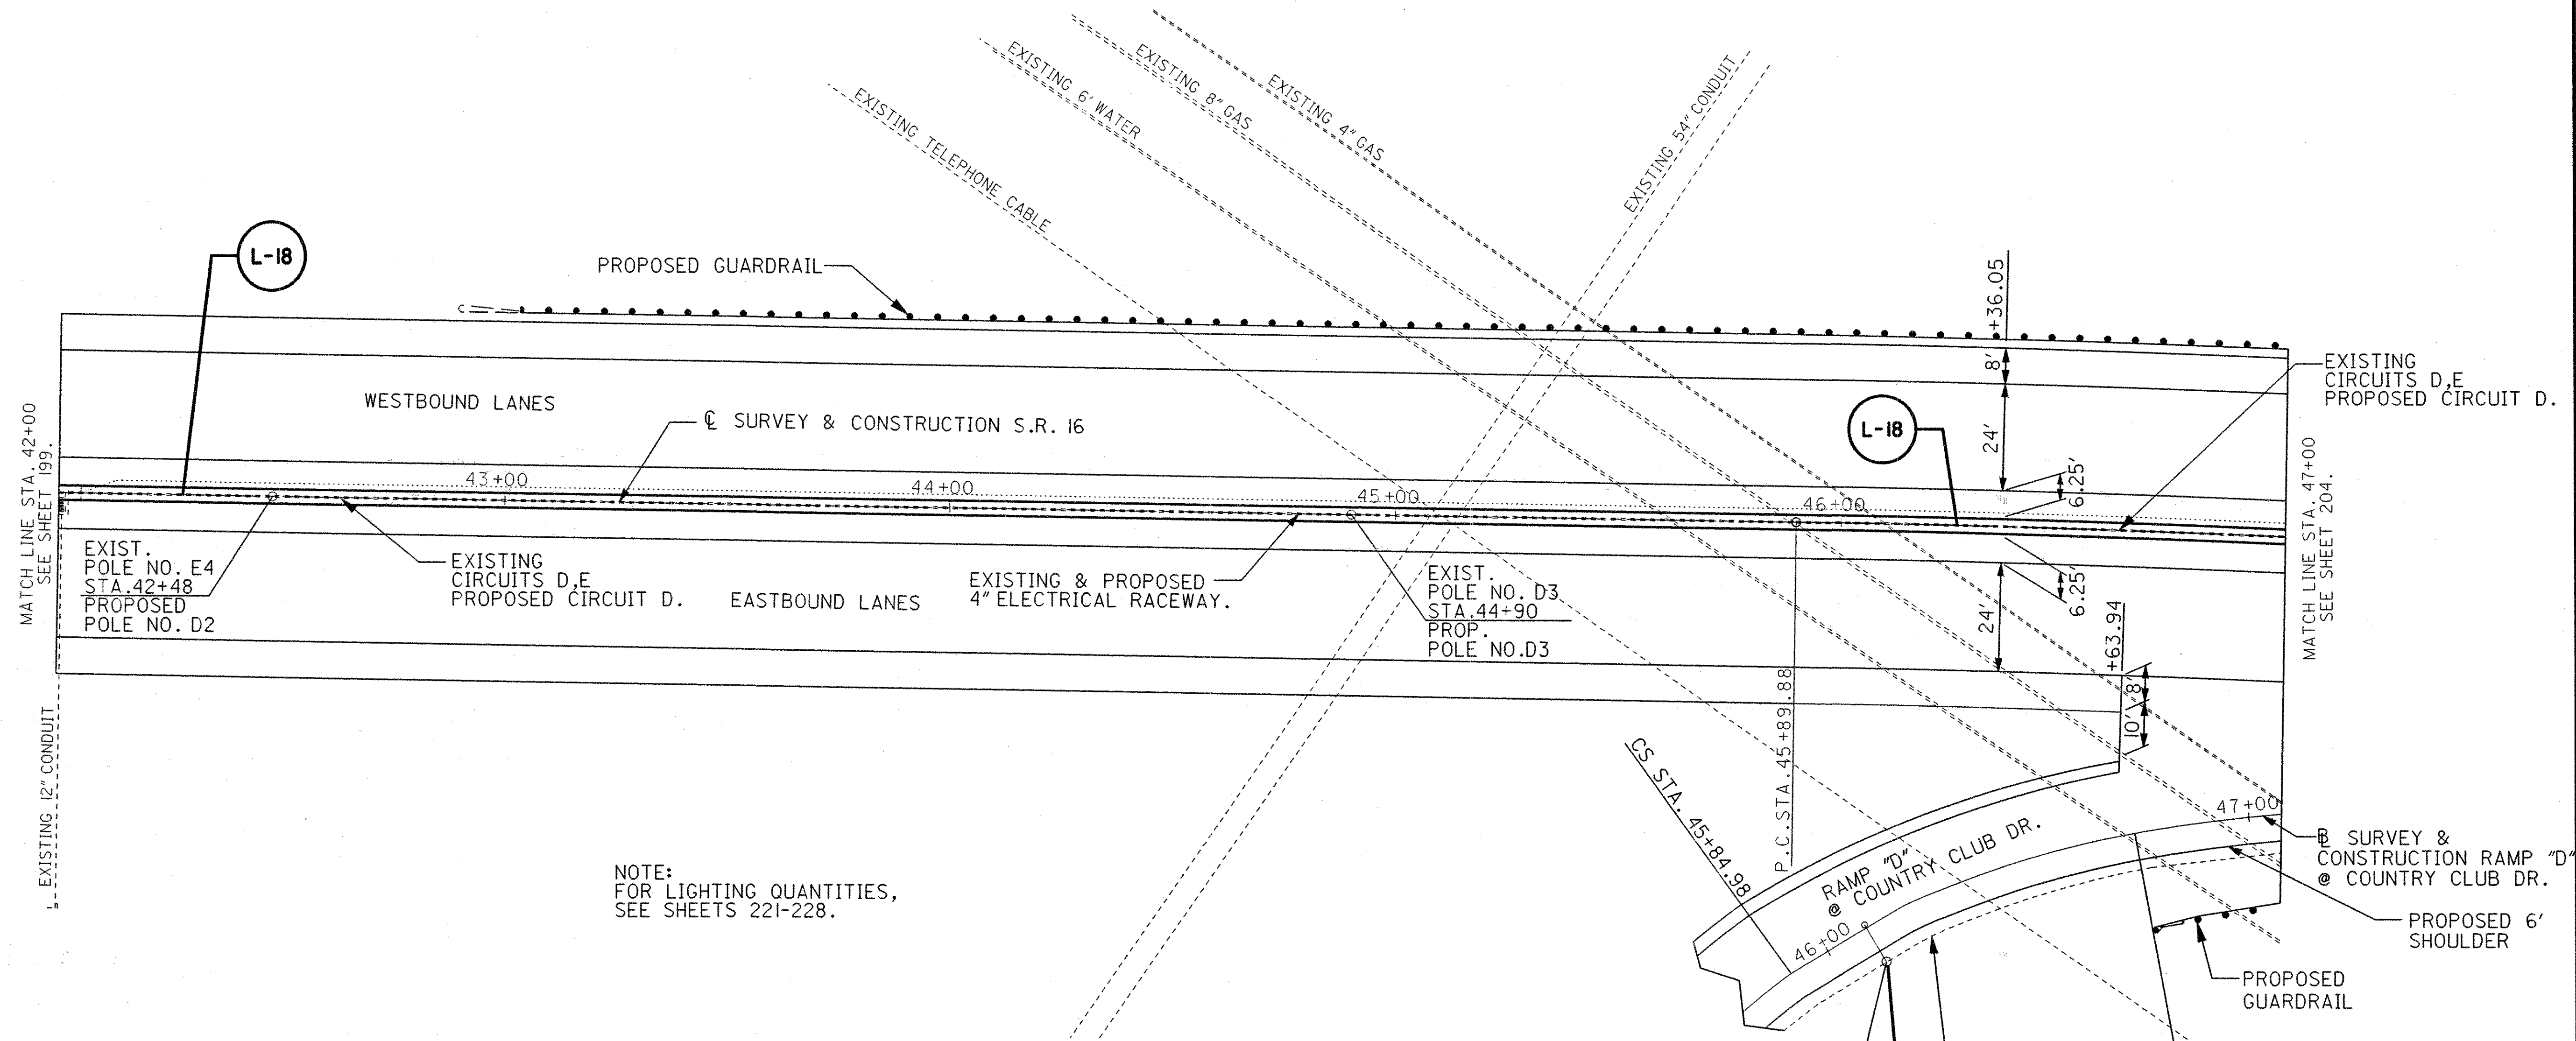 EXISTING 6' WATER
EXISTING 8" GAS
EXISTING 4" GAS
EXISTING 54" CONDUIT
EXISTING TELEPHONE CABLE
L-18
PROPOSED GUARDRAIL
+36.05
8'
24'
6.25'
EXISTING
CIRCUITS D,E
PROPOSED CIRCUIT D.
WESTBOUND LANES
℄ SURVEY & CONSTRUCTION S.R. 16
L-18
MATCH LINE STA. 42+00
SEE SHEET 199.
43+00
44+00
45+00
46+00
MATCH LINE STA. 47+00
SEE SHEET 204.
EXIST.
POLE NO. E4
STA.42+48
PROPOSED
POLE NO. D2
EXISTING
CIRCUITS D,E
PROPOSED CIRCUIT D.
EASTBOUND LANES
EXISTING & PROPOSED
4" ELECTRICAL RACEWAY.
EXIST.
POLE NO. D3
STA.44+90
PROP.
POLE NO.D3
24'
6.25'
+63.94
8'
10'
P.C.STA.45+89.88
CS STA. 45+84.98
EXISTING 12" CONDUIT
NOTE:
FOR LIGHTING QUANTITIES,
SEE SHEETS 221-228.
RAMP "D"
@ COUNTRY CLUB DR.
46+00
47+00
BL SURVEY &
CONSTRUCTION RAMP "D"
@ COUNTRY CLUB DR.
PROPOSED 6'
SHOULDER
PROPOSED
GUARDRAIL